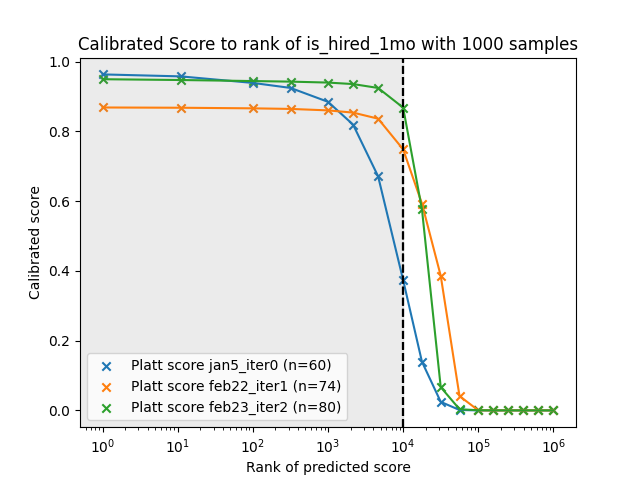 Calibrated Score to rank of is_hired_1mo with 1000 samples
Calibrated score
1.0
0.8
0.6
0.4
0.2
0.0
Platt score jan5_iter0 (n=60)
Platt score feb22_iter1 (n=74)
Platt score feb23_iter2 (n=80)
10⁰ 10¹ 10² 10³ 10⁴ 10⁵ 10⁶
Rank of predicted score